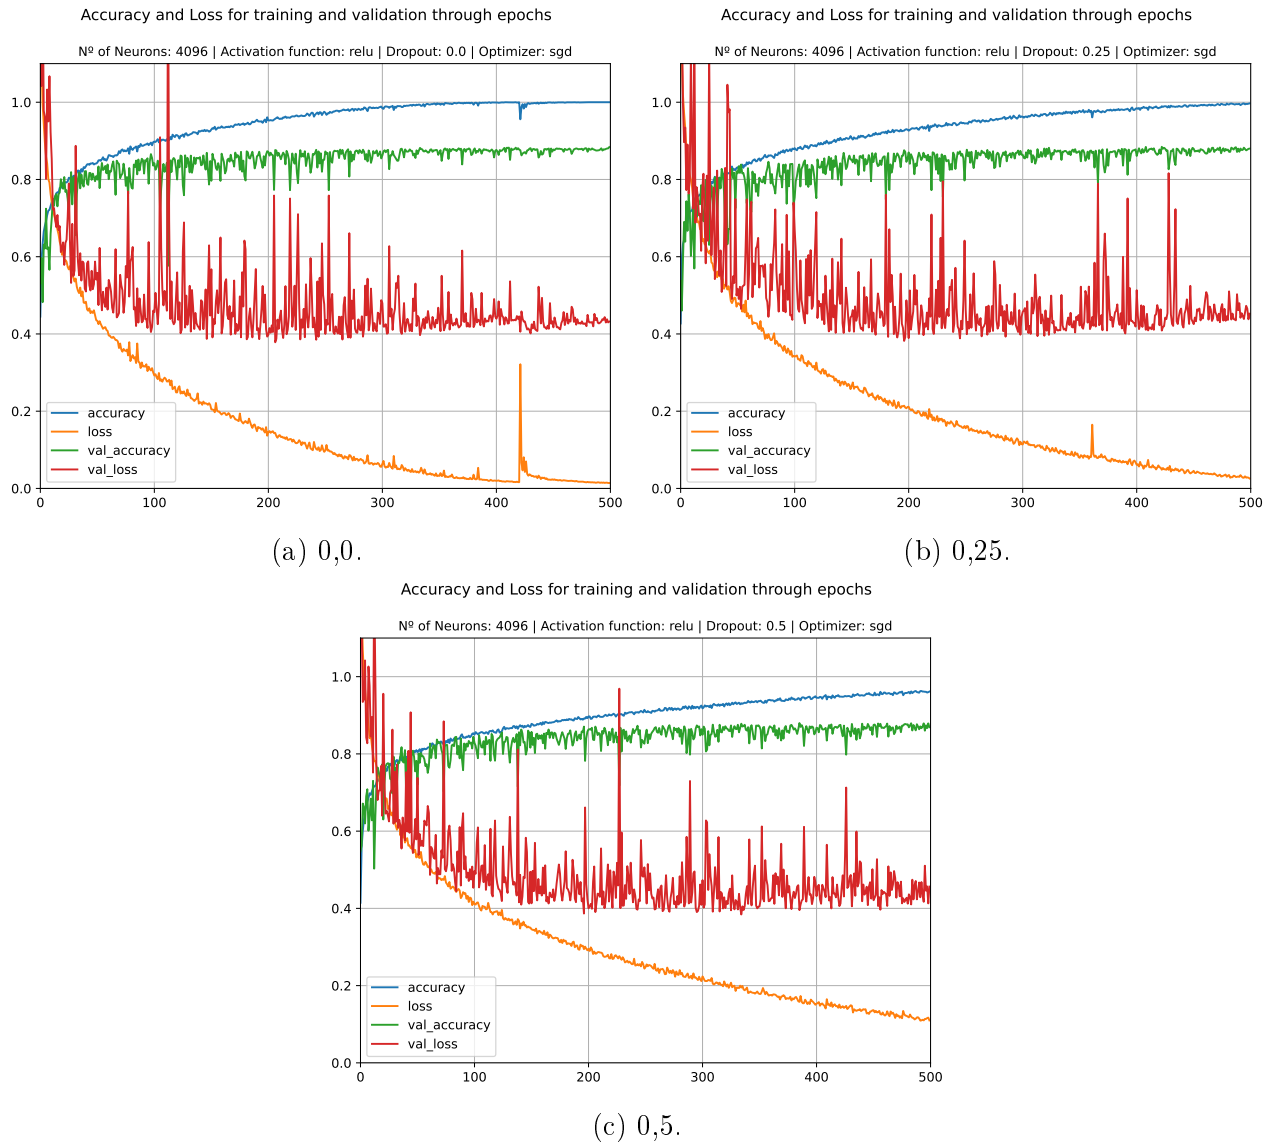 Accuracy and Loss for training and validation through epochs
Nº of Neurons: 4096 | Activation function: relu | Dropout: 0.0 | Optimizer: sgd
1.0
0.8
0.6
0.4
0.2
0.0
accuracy
loss
val_accuracy
val_loss
0 100 200 300 400 500
(a) 0,0.
Accuracy and Loss for training and validation through epochs
Nº of Neurons: 4096 | Activation function: relu | Dropout: 0.25 | Optimizer: sgd
1.0
0.8
0.6
0.4
0.2
0.0
accuracy
loss
val_accuracy
val_loss
0 100 200 300 400 500
(b) 0,25.
Accuracy and Loss for training and validation through epochs
Nº of Neurons: 4096 | Activation function: relu | Dropout: 0.5 | Optimizer: sgd
1.0
0.8
0.6
0.4
0.2
0.0
accuracy
loss
val_accuracy
val_loss
0 100 200 300 400 500
(c) 0,5.